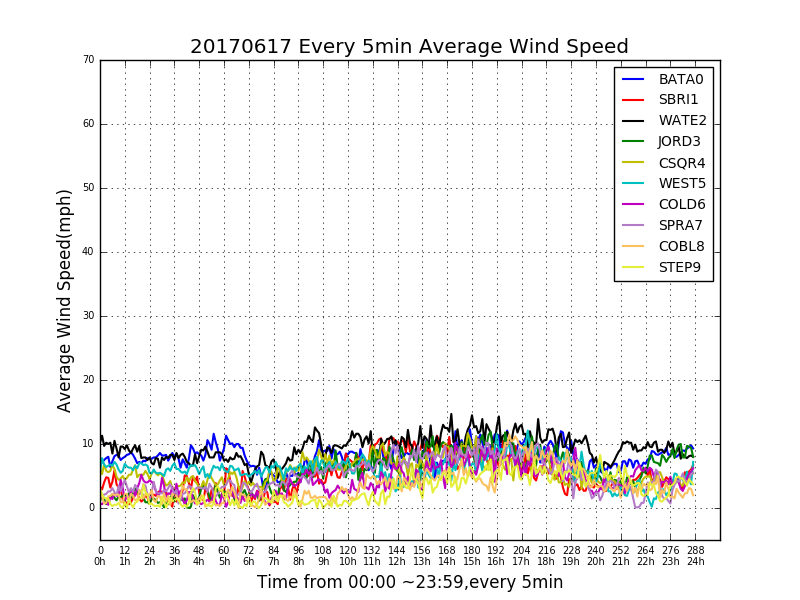 20170617 Every 5min Average Wind Speed
70
60
50
40
30
20
10
0
Average Wind Speed(mph)
BATA0
SBRI1
WATE2
JORD3
CSQR4
WEST5
COLD6
SPRA7
COBL8
STEP9
0 12 24 36 48 60 72 84 96 108 120 132 144 156 168 180 192 204 216 228 240 252 264 276 288
0h 1h 2h 3h 4h 5h 6h 7h 8h 9h 10h 11h 12h 13h 14h 15h 16h 17h 18h 19h 20h 21h 22h 23h 24h
Time from 00:00 ~23:59,every 5min